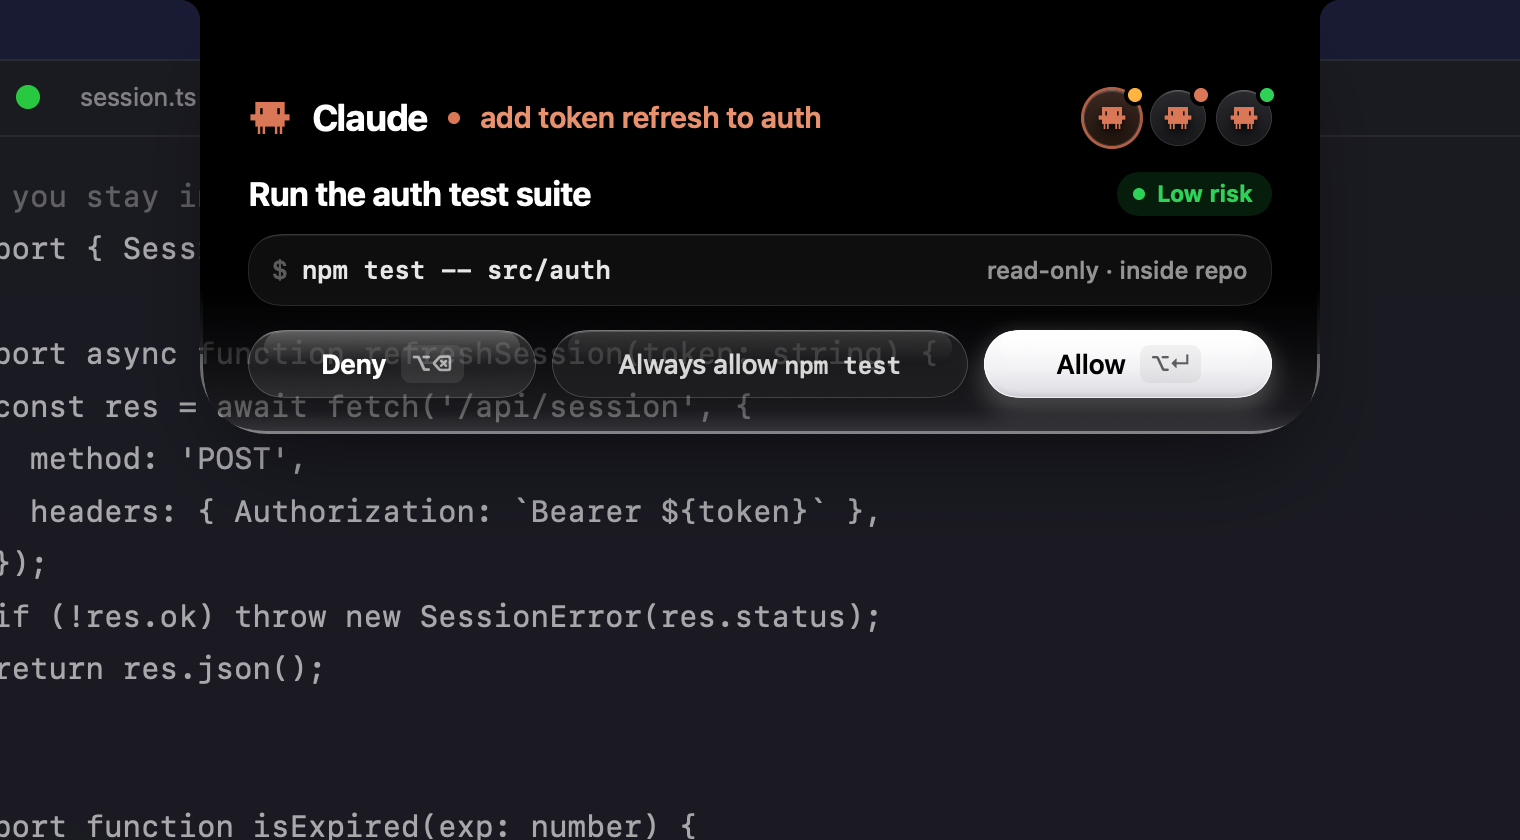 session.ts
Claude • add token refresh to auth
Run the auth test suite
Low risk
$ npm test -- src/auth
read-only · inside repo
Deny ⌥⌫
Always allow npm test
Allow ⌥↵
you stay
port { Sess
port async function refreshSession(token: string) {
const res = await fetch('/api/session', {
method: 'POST',
headers: { Authorization: `Bearer ${token}` },
});
if (!res.ok) throw new SessionError(res.status);
return res.json();
port function isExpired(exp: number) {